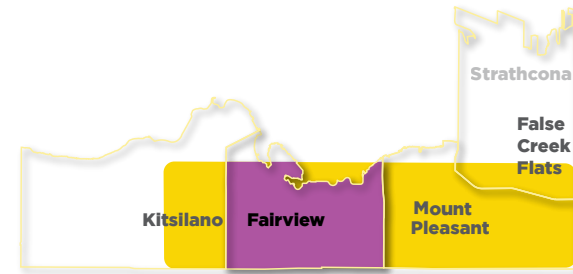 Strathcona
False
Creek
Flats
Kitsilano
Fairview
Mount
Pleasant